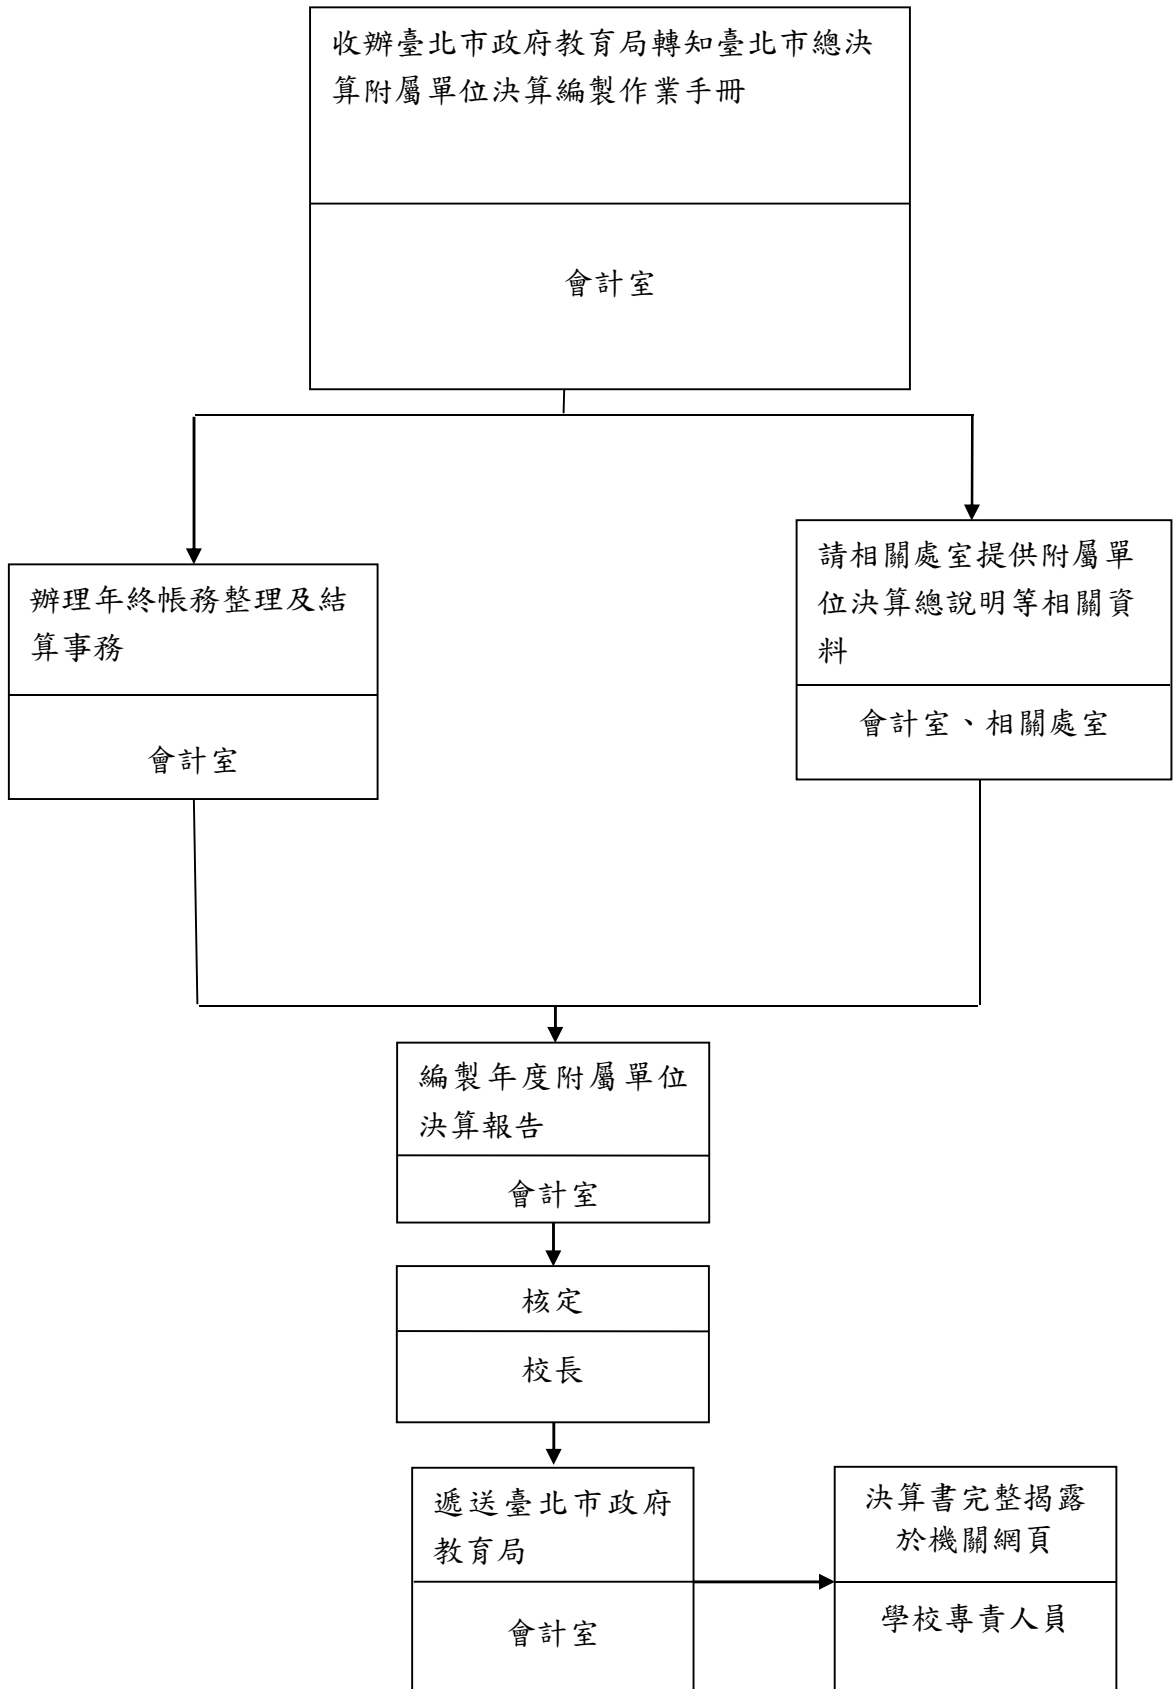 收辦臺北市政府教育局轉知臺北市總決
算附屬單位決算編製作業手冊
會計室
辦理年終帳務整理及結
算事務
會計室
請相關處室提供附屬單
位決算總說明等相關資
料
會計室、相關處室
編製年度附屬單位
決算報告
會計室
核定
校長
遞送臺北市政府
教育局
會計室
決算書完整揭露
於機關網頁
學校專責人員